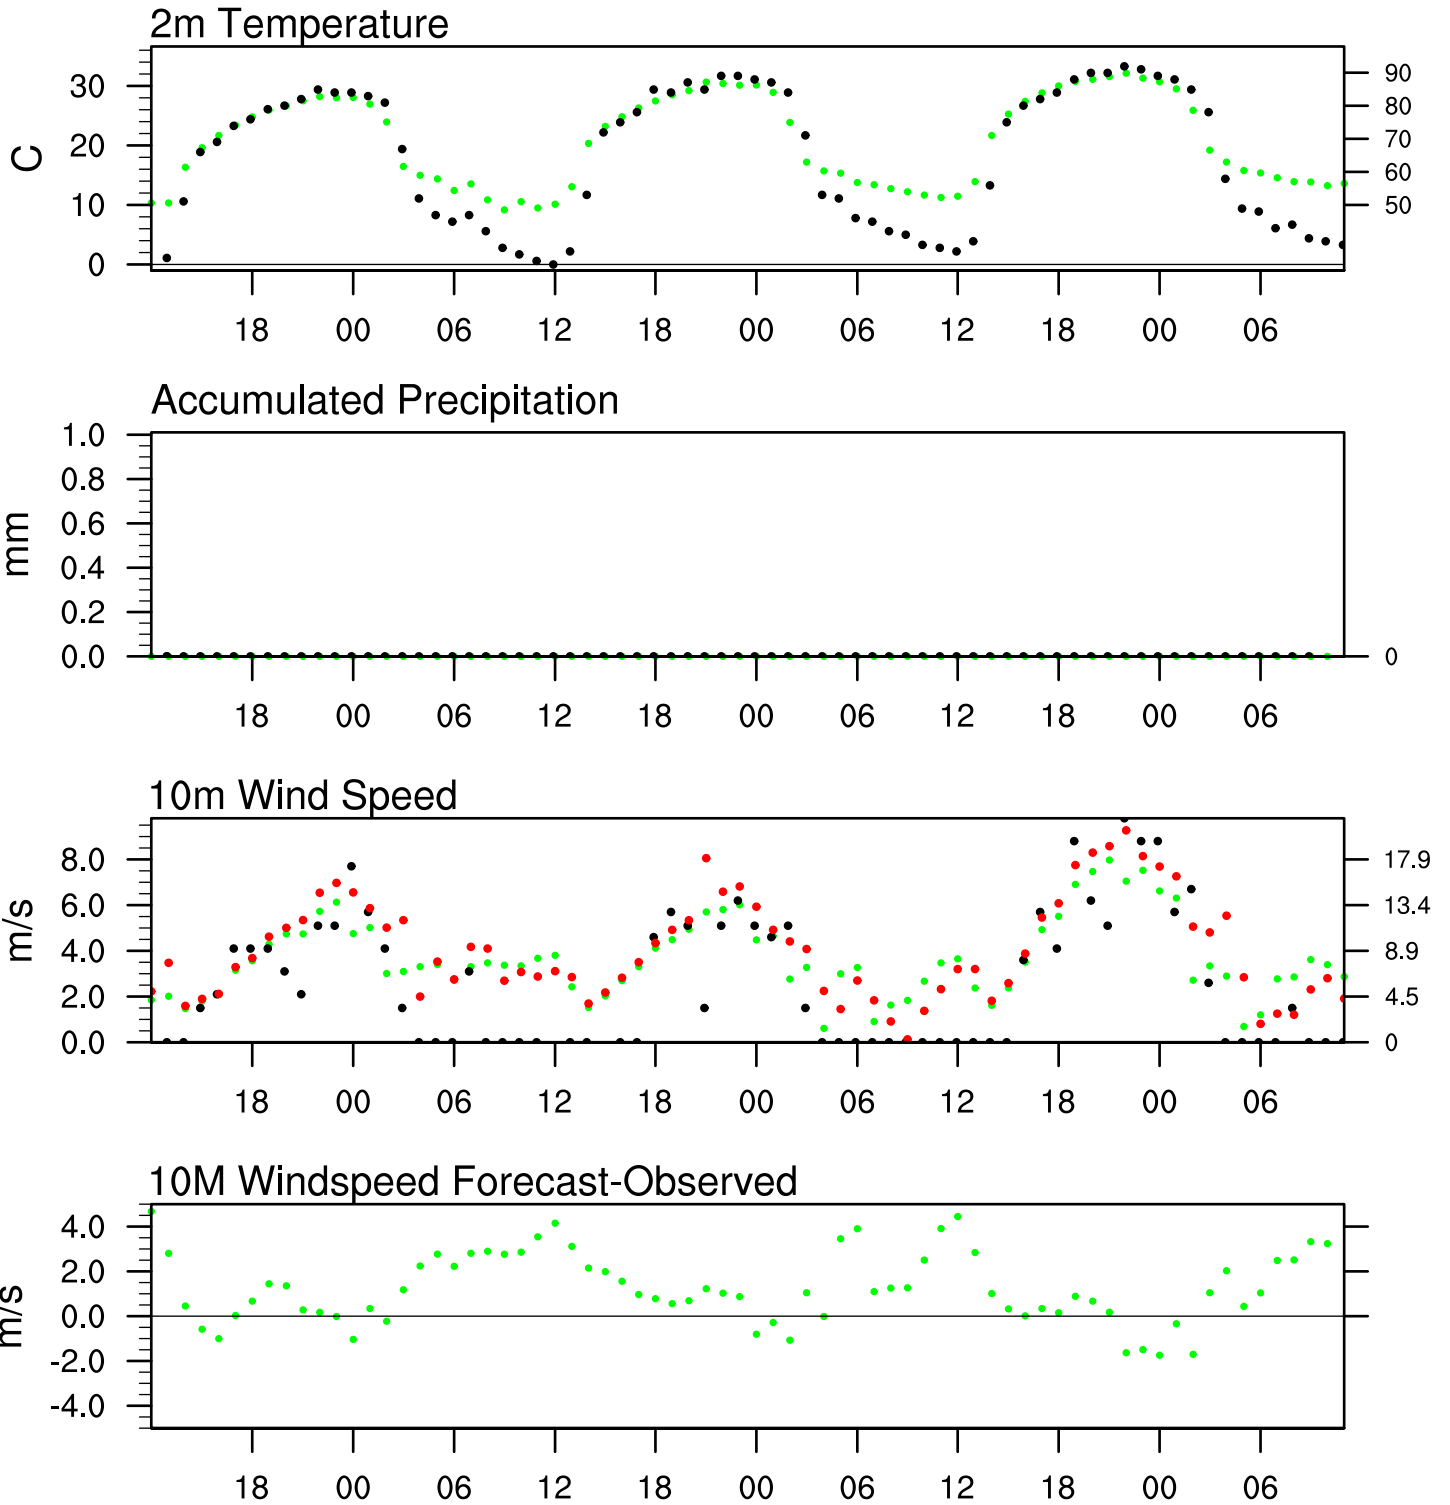 2m Temperature
30 90
80
20 70
C
60
10 50
0
18 00 06 12 18 00 06 12 18 00 06
Accumulated Precipitation
1.0
0.8
0.6
mm
0.4
0.2
0.0 0
18 00 06 12 18 00 06 12 18 00 06
10m Wind Speed
8.0 17.9
6.0 13.4
m/s
4.0 8.9
2.0 4.5
0.0 0
18 00 06 12 18 00 06 12 18 00 06
10M Windspeed Forecast-Observed
4.0
2.0
0.0
m/s
-2.0
-4.0
18 00 06 12 18 00 06 12 18 00 06